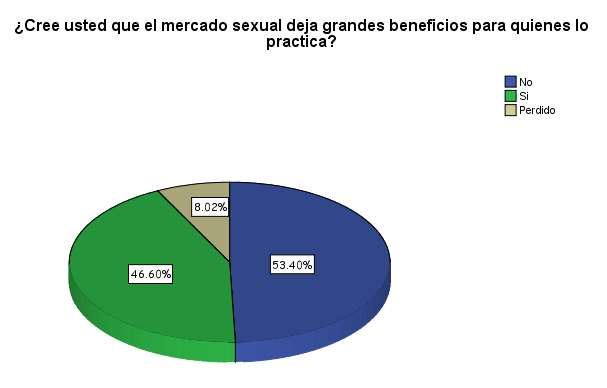 ¿Cree usted que el mercado sexual deja grandes beneficios para quienes lo
practica?
No
Si
Perdido
8.02%
46.60%
53.40%